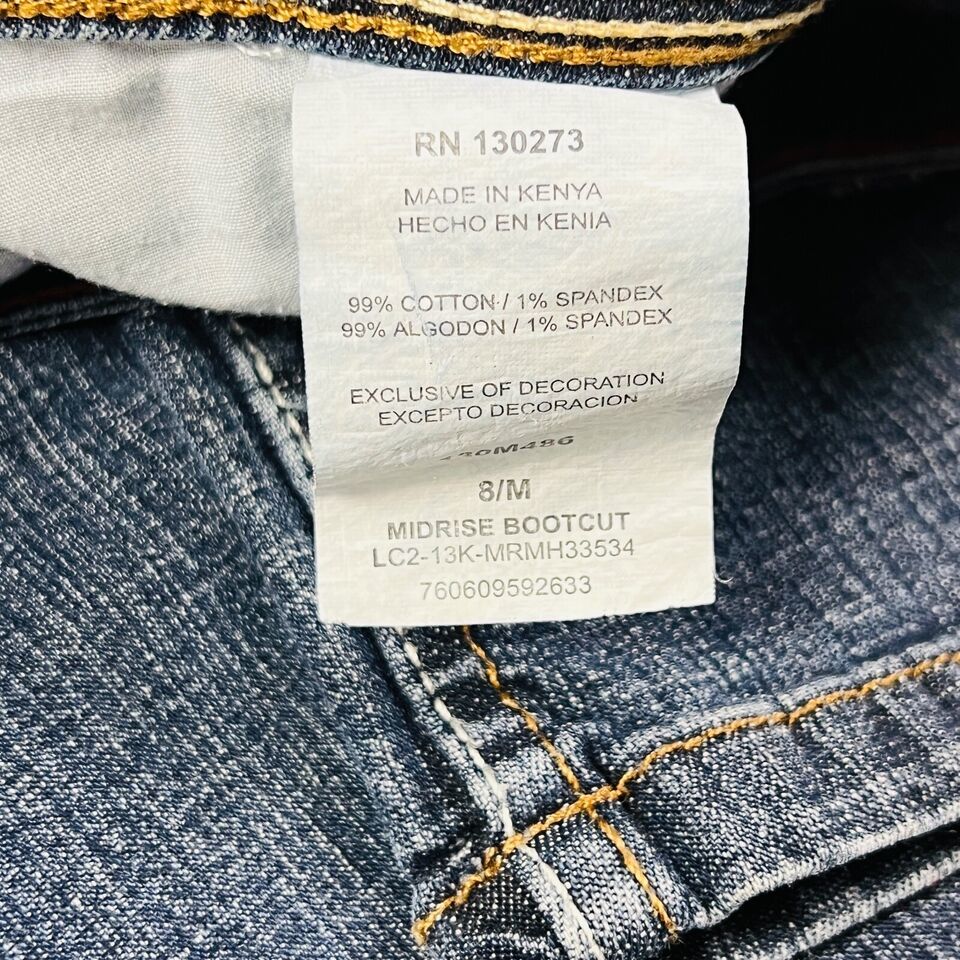 RN 130273
MADE IN KENYA
HECHO EN KENIA
99% COTTON / 1% SPANDEX
99% ALGODON / 1% SPANDEX
EXCLUSIVE OF DECORATION
EXCEPTO DECORACION
8/M
MIDRISE BOOTCUT
LC2-13K-MRMH33534
760609592633